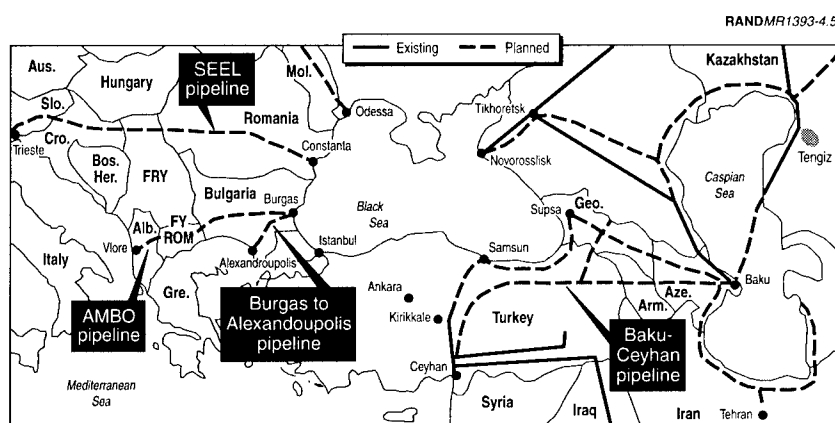 RANDMR1393-4.5
Existing
Planned
Kazakhstan
Aus.
Hungary
SEEL
pipeline
Mol.
Slo.
Romania
Odessa
Tikhoretsk
Cro.
Trieste
Constanta
Novorosslisk
Tengiz
Bos.
Her.
FRY
Caspian
Sea
Bulgaria
Burgas
Black
Sea
Supsa
Geo.
Alb.
FY
ROM
Vlore
Istanbul
Samsun
Italy
Alexandroupolis
Ankara
Baku
Gre.
Kirikkale
Arm.
Aze.
AMBO
pipeline
Burgas to
Alexandoupolis
pipeline
Turkey
Baku-
Ceyhan
pipeline
Ceyhan
Mediterranean
Sea
Syria
Iraq
Iran
Tehran